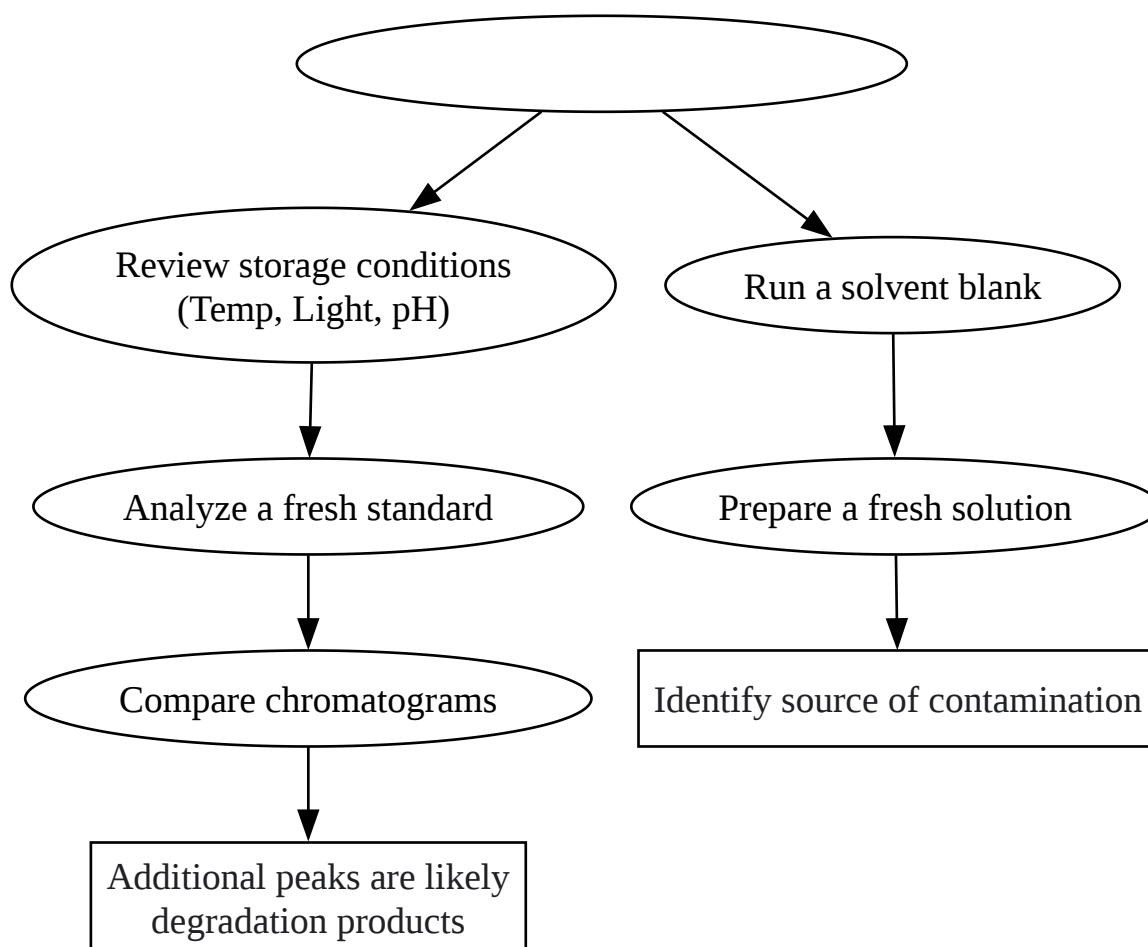 Review storage conditions
(Temp, Light, pH)
Run a solvent blank
Analyze a fresh standard
Prepare a fresh solution
Compare chromatograms
Identify source of contamination
Additional peaks are likely
degradation products